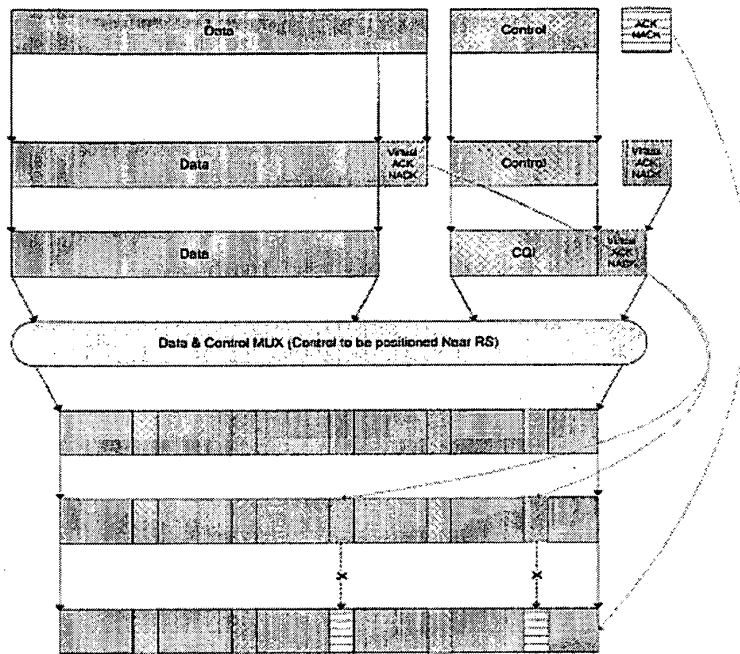 Data
Control
ACK
NACK
Data
Virtual
ACK
NACK
Control
Virtual
ACK
NACK
Data
CQI
Virtual
ACK
NACK
Data & Control MUX (Control to be positioned Near RS)
X
X